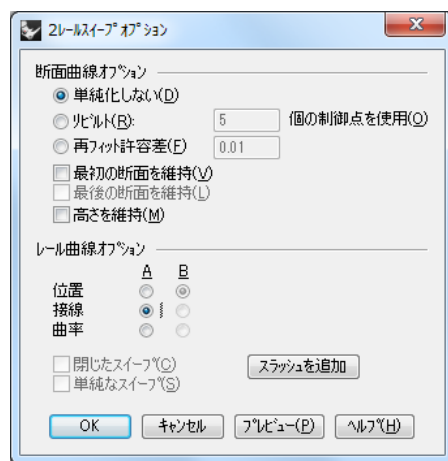 2レールスイープ オプション
断面曲線オプション
単純化しない(D)
リビルト(R): 5 個の制御点を使用(O)
再フィット許容差(F) 0.01
最初の断面を維持(V)
最後の断面を維持(L)
高さを維持(M)
レール曲線オプション
A B
位置
接線
曲率
閉じたスイープ(C) スラッシュを追加
単純なスイープ(S)
OK キャンセル プレビュー(P) ヘルプ(H)